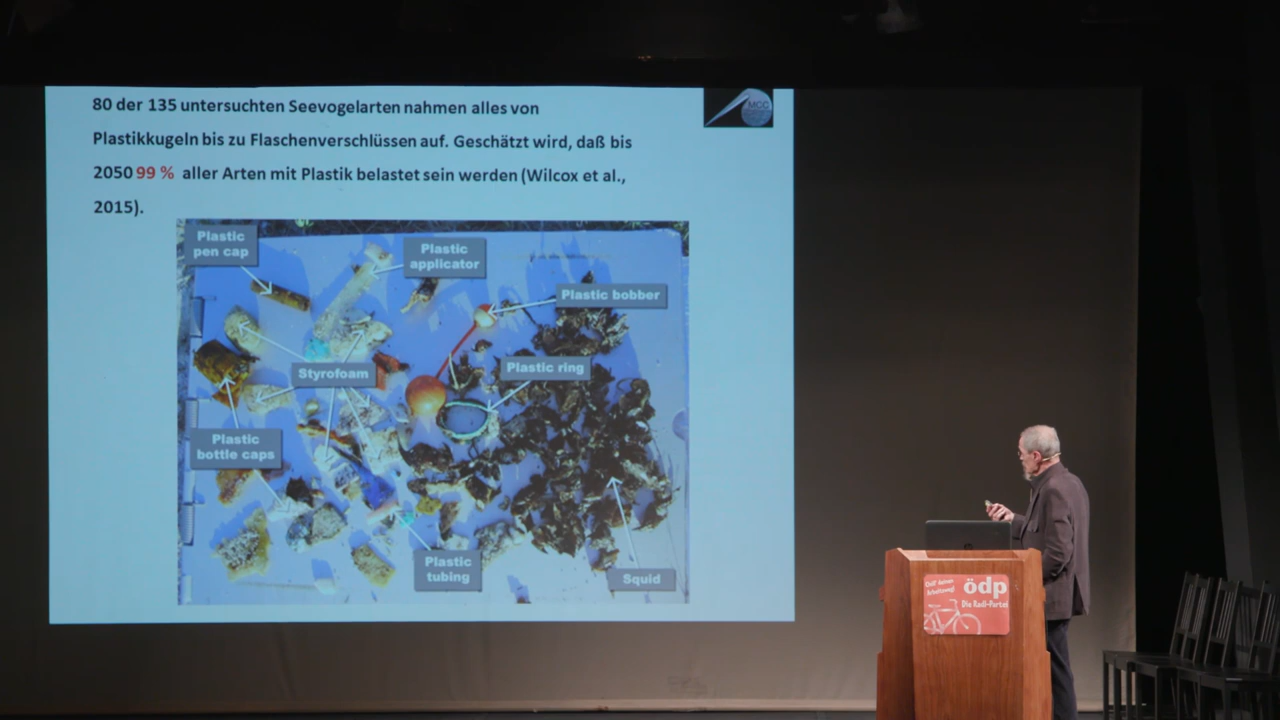 80 der 135 untersuchten Seevogelarten nahmen alles von
Plastikkugeln bis zu Flaschenverschlüssen auf. Geschätzt wird, daß bis
2050 99 % aller Arten mit Plastik belastet sein werden (Wilcox et al.,
2015).
MCC
Plastic
pen cap
Plastic
applicator
Plastic bobber
Plastic ring
Styrofoam
Plastic
bottle caps
Plastic
tubing
Squid
ödp
Die Radl-Partei